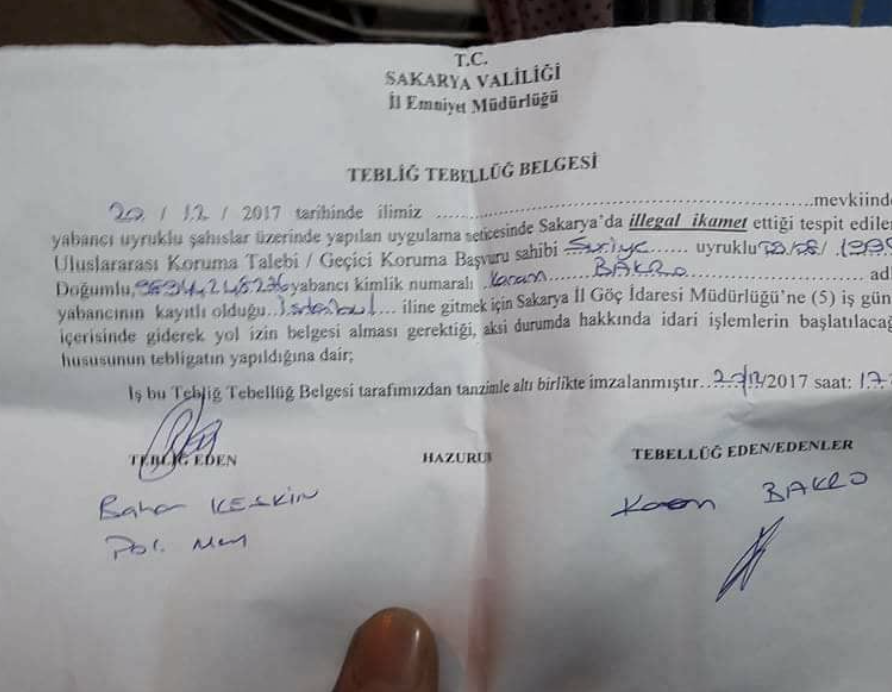 T.C.
SAKARYA VALİLİĞİ
İl Emniyet Müdürlüğü
TEBLİĞ TEBELLÜĞ BELGESİ
20 / 12 / 2017 tarihinde ilimiz ..........mevkiinde
yabancı uyruklu şahıslar üzerinde yapılan uygulama neticesinde Sakarya'da illegal ikamet ettiği tespit edilen
Uluslararası Koruma Talebi / Geçici Koruma Başvuru sahibi Suriye...... uyruklu
Doğumlu, yabancı kimlik numaralı .Karam BAKRO.......... adlı
yabancının kayıtlı olduğu..İstanbul.... iline gitmek için Sakarya İl Göç İdaresi Müdürlüğü'ne (5) iş günü
içerisinde giderek yol izin belgesi alması gerektiği, aksi durumda hakkında idari işlemlerin başlatılacağı
hususunun tebligatın yapıldığına dair;
İş bu Tebliğ Tebellüğ Belgesi tarafımızdan tanzimle altı birlikte imzalanmıştır. /2017 saat: 17
TEBLİĞ EDEN HAZURUN TEBELLÜĞ EDEN/EDENLER
Bahar KESKİN BAKRO
Pol. Mem